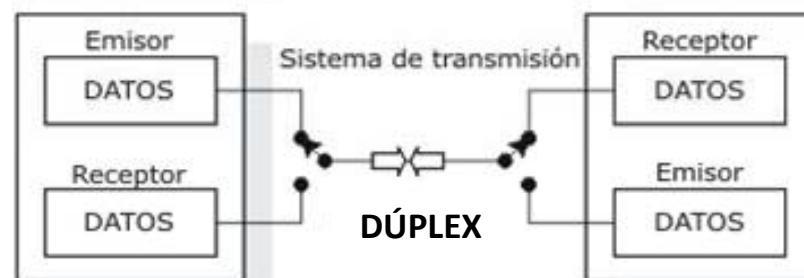 Emisor
DATOS
Receptor
DATOS
Sistema de transmisión
DÚPLEX
Receptor
DATOS
Emisor
DATOS